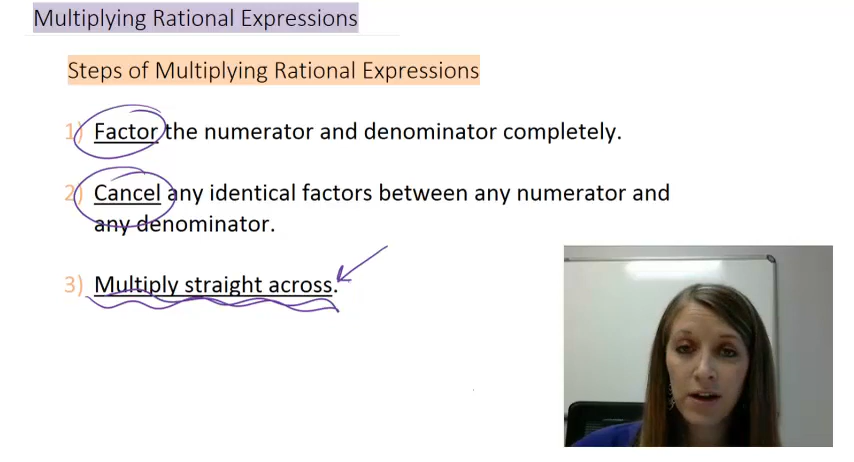 Multiplying Rational Expressions
Steps of Multiplying Rational Expressions
1) Factor the numerator and denominator completely.
2) Cancel any identical factors between any numerator and
any denominator.
3) Multiply straight across.